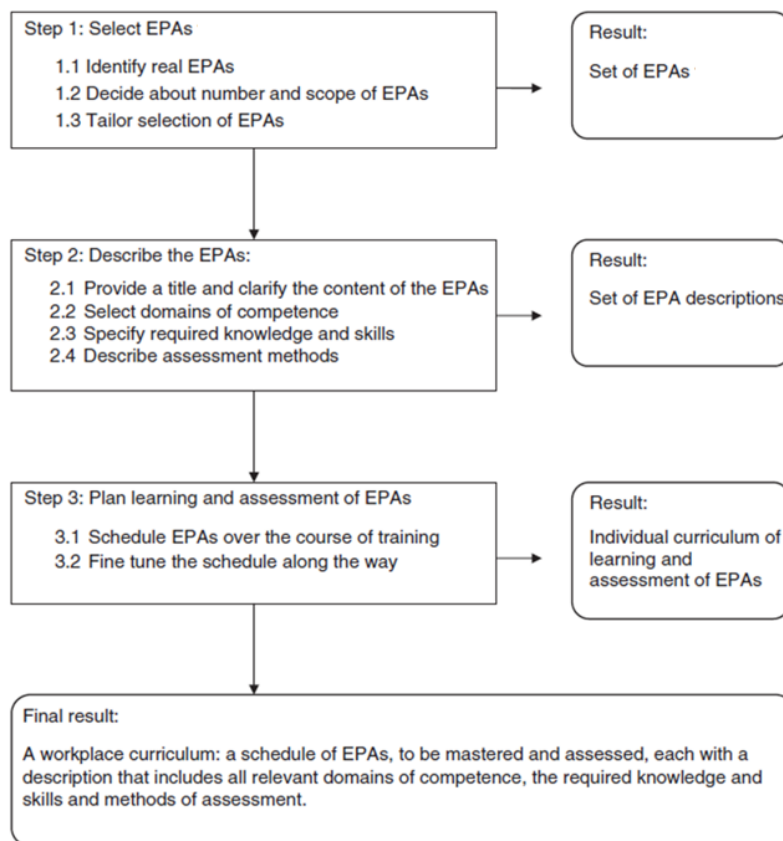 Step 1: Select EPAs
1.1 Identify real EPAs
1.2 Decide about number and scope of EPAs
1.3 Tailor selection of EPAs
Result:
Set of EPAs
Step 2: Describe the EPAs:
2.1 Provide a title and clarify the content of the EPAs
2.2 Select domains of competence
2.3 Specify required knowledge and skills
2.4 Describe assessment methods
Result:
Set of EPA descriptions
Step 3: Plan learning and assessment of EPAs
3.1 Schedule EPAs over the course of training
3.2 Fine tune the schedule along the way
Result:
Individual curriculum of
learning and
assessment of EPAs
Final result:
A workplace curriculum: a schedule of EPAs, to be mastered and assessed, each with a
description that includes all relevant domains of competence, the required knowledge and
skills and methods of assessment.